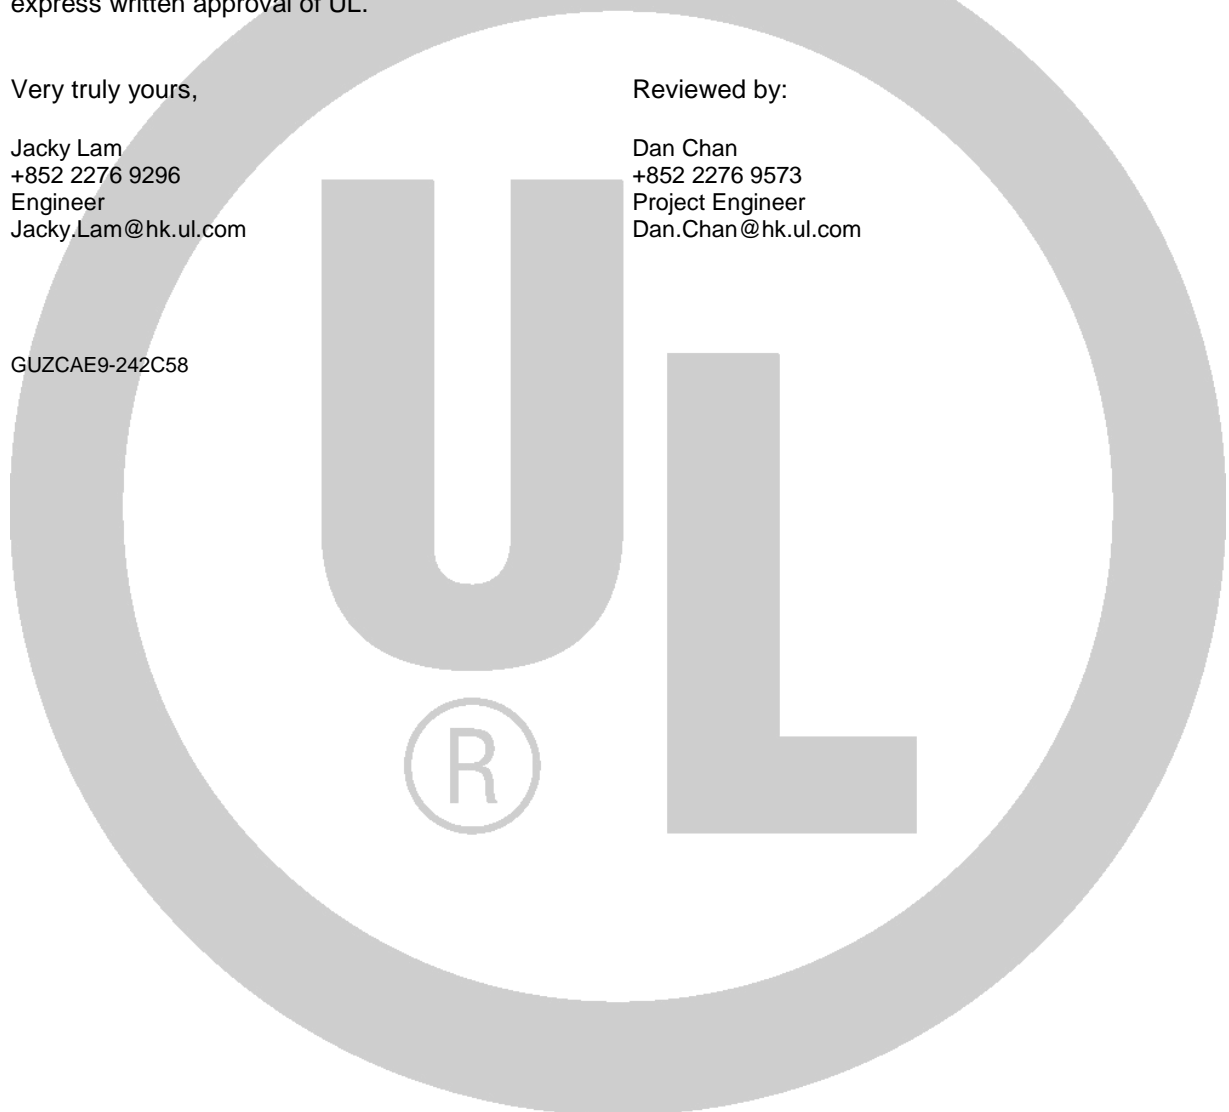 express written approval of UL.
Very truly yours,
Jacky Lam
+852 2276 9296
Engineer
Jacky.Lam@hk.ul.com
Reviewed by:
Dan Chan
+852 2276 9573
Project Engineer
Dan.Chan@hk.ul.com
GUZCAE9-242C58
UL
®